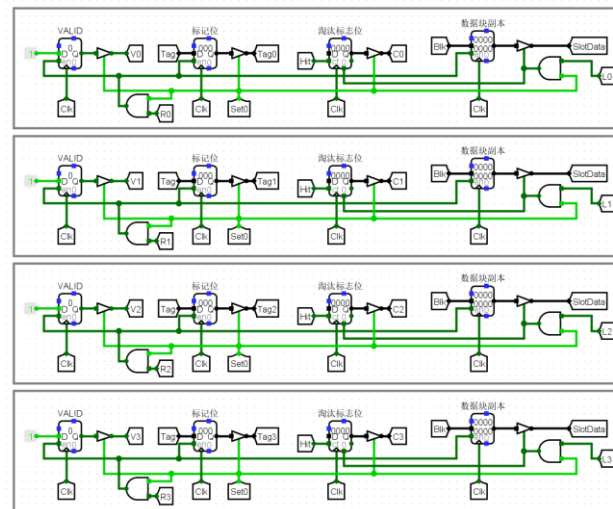 VALID 标记位 淘汰标志位 数据块副本
1 D Q V0 Tag D Q Tag0 Hit D Q C0 Blk SlotData L0
Clk R0 Clk Set0 Clk Clk
VALID 标记位 淘汰标志位 数据块副本
1 D Q V1 Tag D Q Tag1 Hit D Q C1 Blk SlotData L1
Clk R1 Clk Set0 Clk Clk
VALID 标记位 淘汰标志位 数据块副本
1 D Q V2 Tag D Q Tag2 Hit D Q C2 Blk SlotData L2
Clk R2 Clk Set0 Clk Clk
VALID 标记位 淘汰标志位 数据块副本
1 D Q V3 Tag D Q Tag3 Hit D Q C3 Blk SlotData L3
Clk R3 Clk Set0 Clk Clk